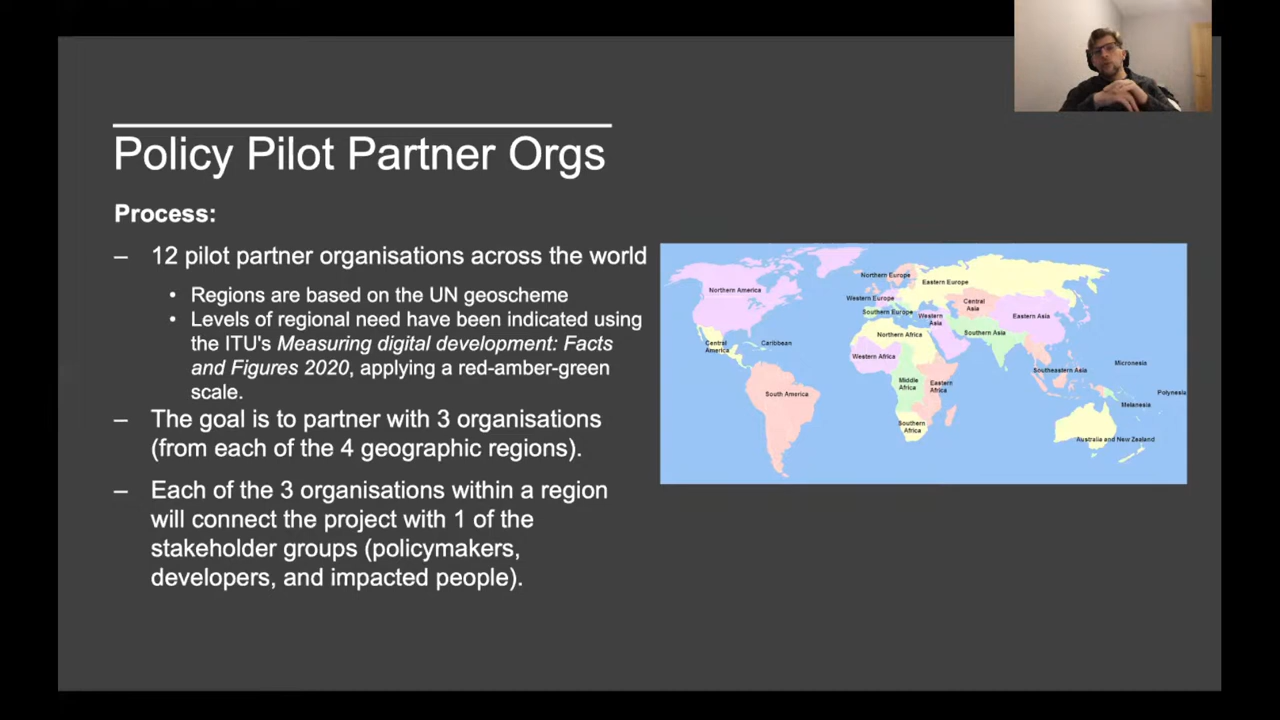 Policy Pilot Partner Orgs
Process:
– 12 pilot partner organisations across the world
• Regions are based on the UN geoscheme
• Levels of regional need have been indicated using
the ITU's Measuring digital development: Facts
and Figures 2020, applying a red-amber-green
scale.
– The goal is to partner with 3 organisations
(from each of the 4 geographic regions).
– Each of the 3 organisations within a region
will connect the project with 1 of the
stakeholder groups (policymakers,
developers, and impacted people).
Northern America
Central
America
Caribbean
South America
Northern Europe
Western Europe
Southern Europe
Eastern Europe
Central
Asia
Western
Asia
Southern Asia
Eastern Asia
Southeastern Asia
Northern Africa
Western Africa
Middle
Africa
Eastern
Africa
Southern
Africa
Micronesia
Polynesia
Melanesia
Australia and New Zealand